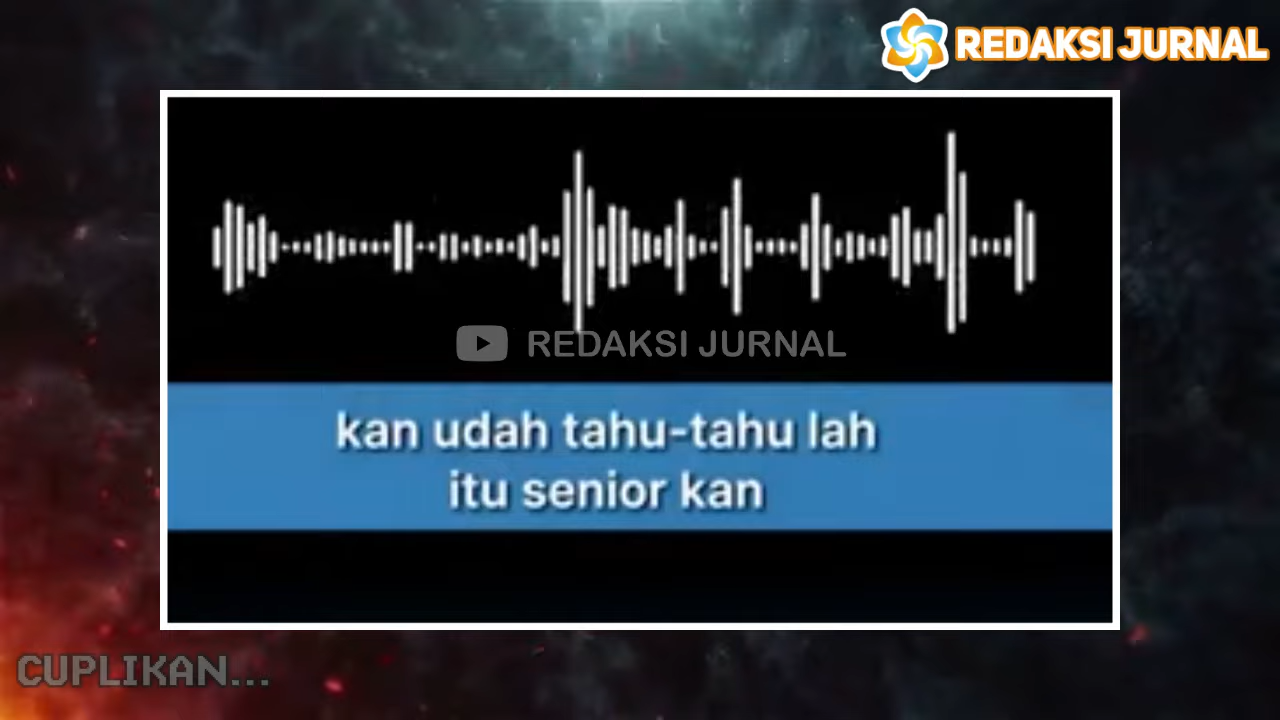 REDAKSI JURNAL
REDAKSI JURNAL
kan udah tahu-tahu lah
itu senior kan
CUPLIKAN...